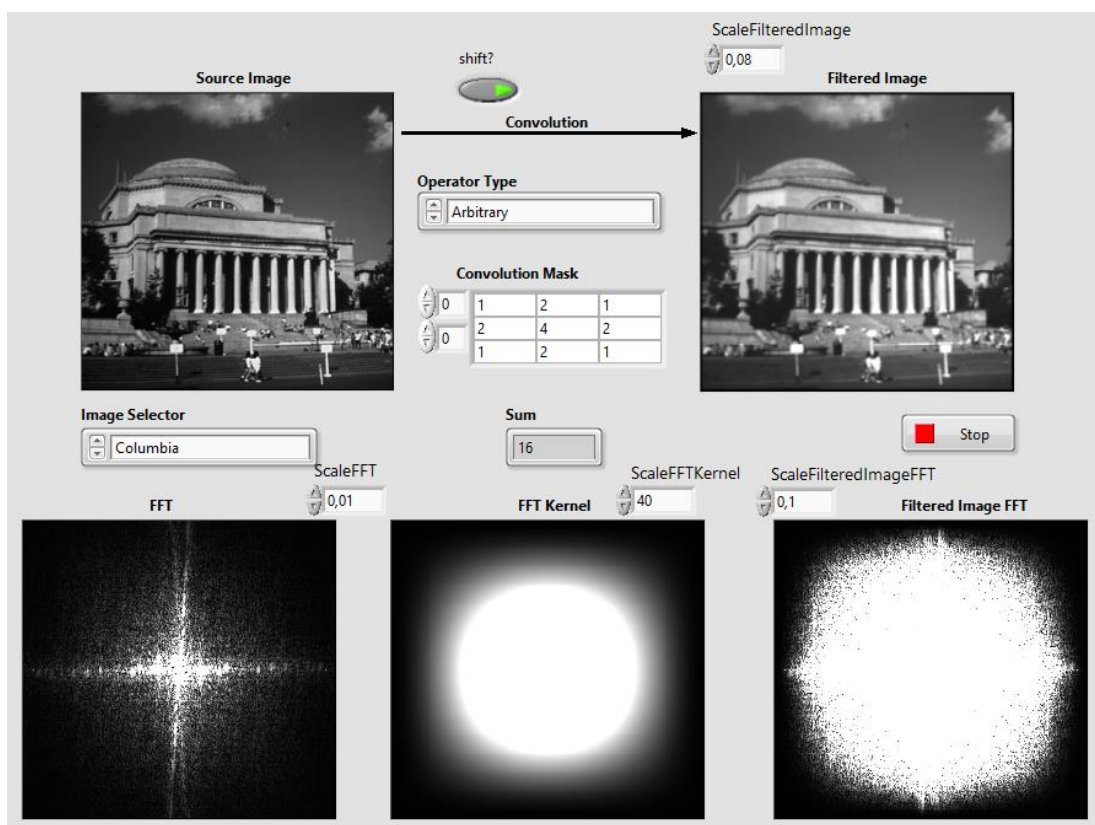 ScaleFilteredImage
0,08
shift?
Source Image
Filtered Image
Convolution
Operator Type
Arbitrary
Convolution Mask
0
0
1 2 1
2 4 2
1 2 1
Image Selector
Columbia
Sum
16
Stop
ScaleFFT
0,01
FFT
ScaleFFTKernel
40
FFT Kernel
ScaleFilteredImageFFT
0,1
Filtered Image FFT